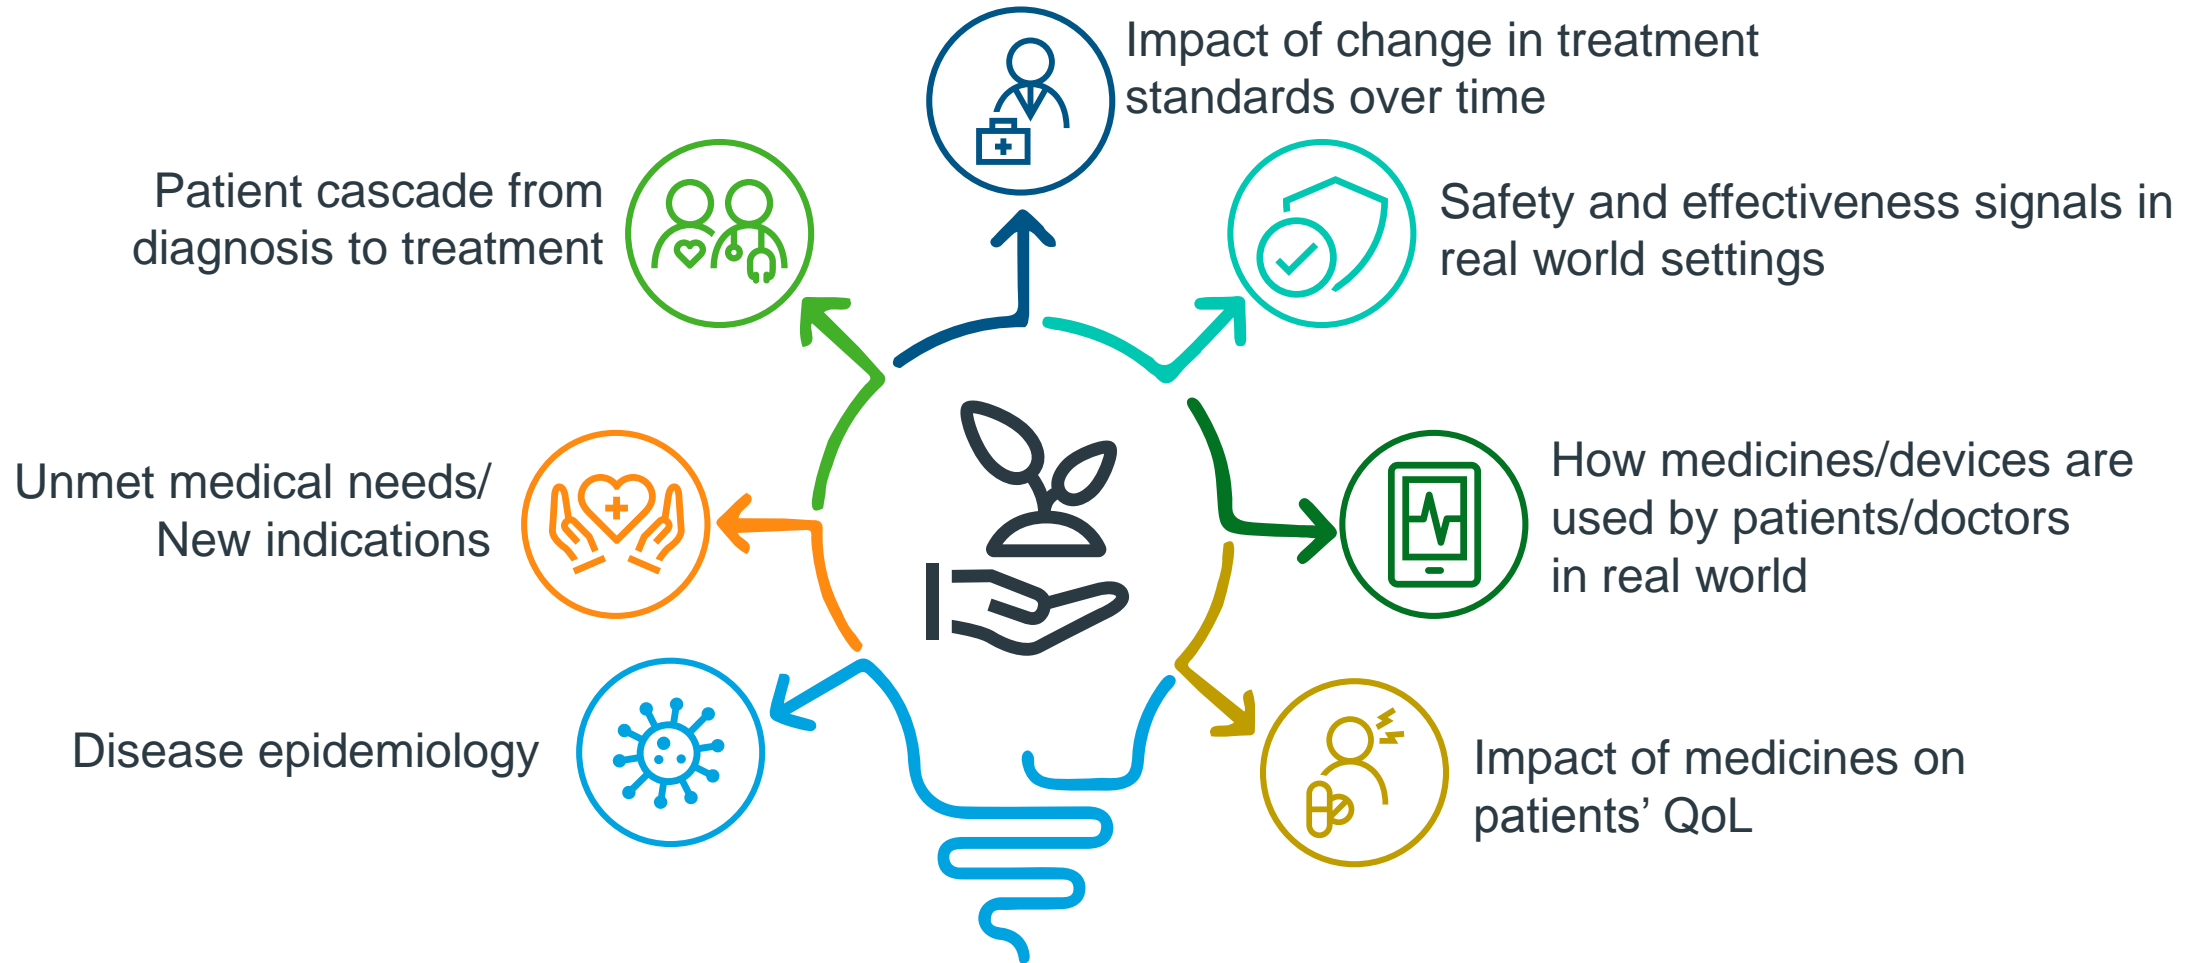 Impact of change in treatment
standards over time
Patient cascade from
diagnosis to treatment
Safety and effectiveness signals in
real world settings
Unmet medical needs/
New indications
How medicines/devices are
used by patients/doctors
in real world
Disease epidemiology
Impact of medicines on
patients’ QoL